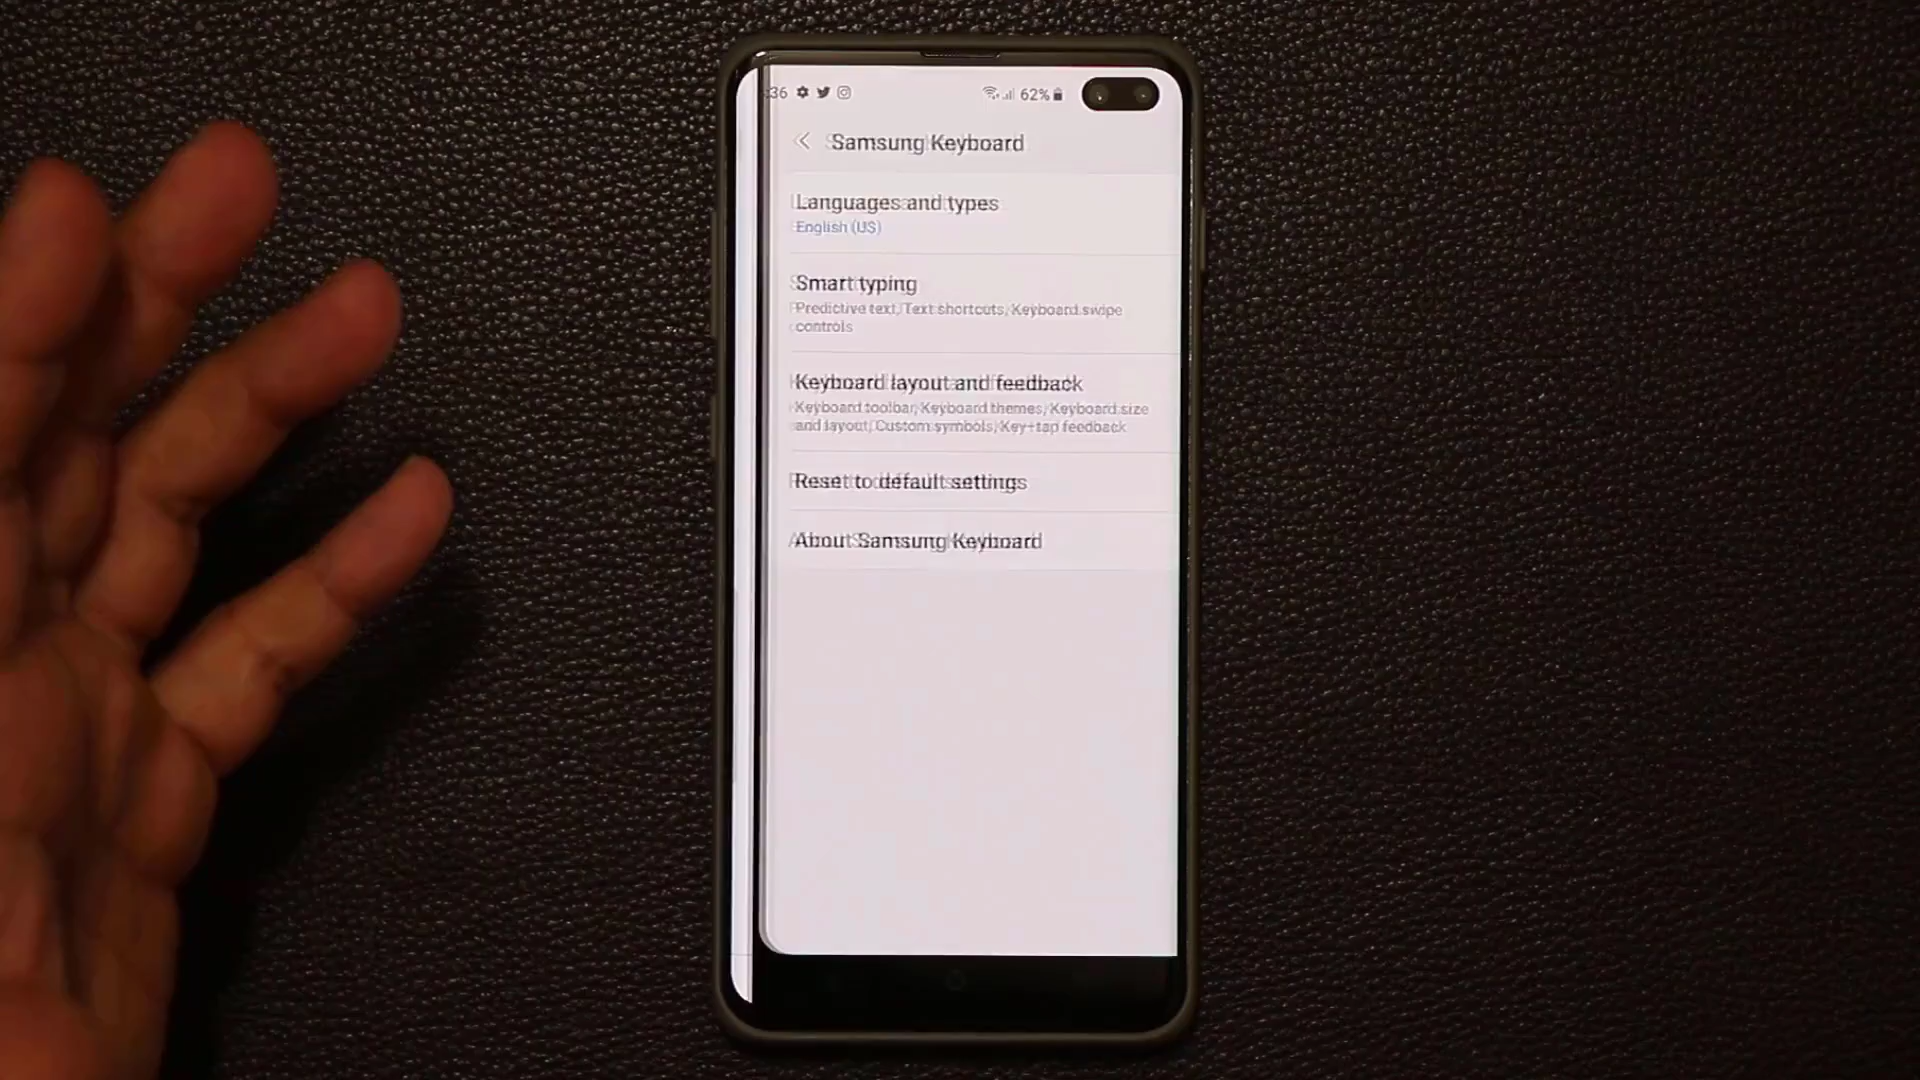 :36 62%
Samsung Keyboard
Languages and types
English (US)
Smart typing
Predictive text, Text shortcuts, Keyboard swipe
controls
Keyboard layout and feedback
Keyboard toolbar, Keyboard themes, Keyboard size
and layout, Custom symbols, Key-tap feedback
Reset to default settings
About Samsung Keyboard